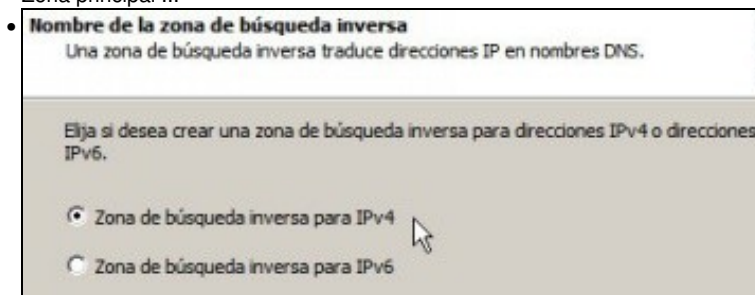 Zona principal ...
• Nombre de la zona de búsqueda inversa
Una zona de búsqueda inversa traduce direcciones IP en nombres DNS.
Elija si desea crear una zona de búsqueda inversa para direcciones IPv4 o direcciones
IPv6.
Zona de búsqueda inversa para IPv4
Zona de búsqueda inversa para IPv6